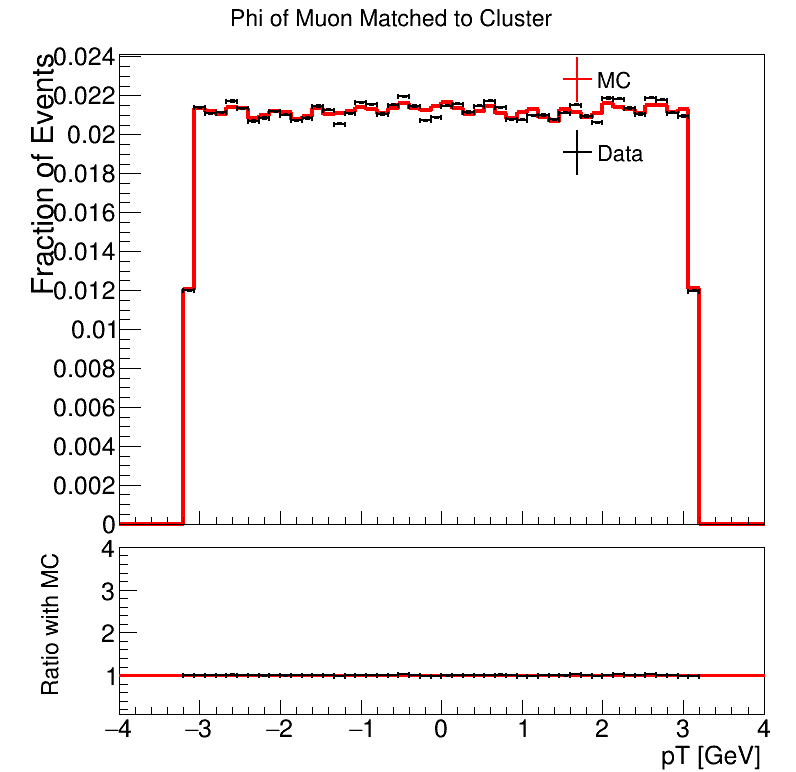 Phi of Muon Matched to Cluster
Fraction of Events
0.024
0.022
0.02
0.018
0.016
0.014
0.012
0.01
0.008
0.006
0.004
0.002
0
MC
Data
Ratio with MC
4
3
2
1
−4 −3 −2 −1 0 1 2 3 4
pT [GeV]